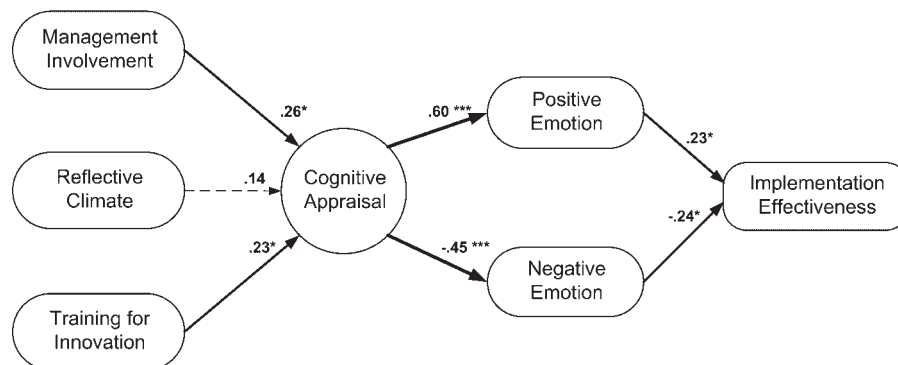 Management
Involvement
.26*
.60 ***
Positive
Emotion
.23*
Reflective
Climate
.14
Cognitive
Appraisal
Implementation
Effectiveness
.23*
-.45 ***
-.24*
Negative
Emotion
Training for
Innovation